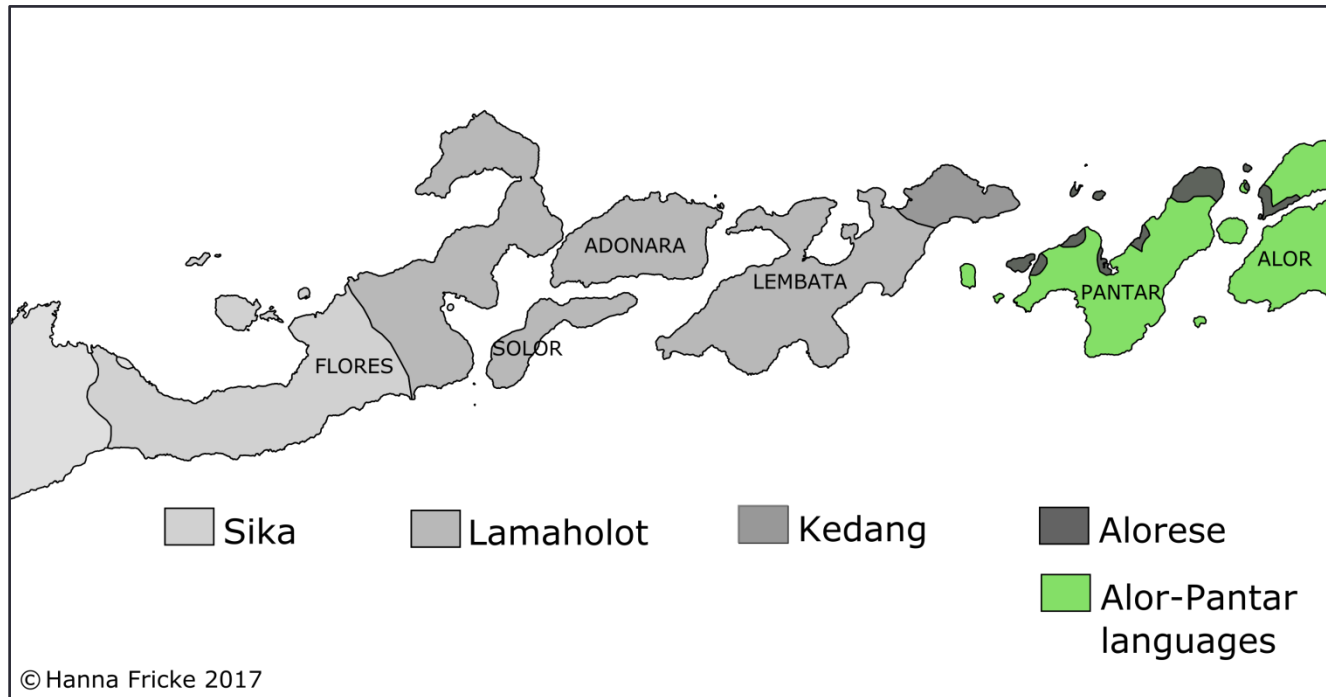 ADONARA
LEMBATA
ALOR
PANTAR
SOLOR
FLORES
Sika
Lamaholot
Kedang
Alorese
Alor-Pantar
languages
© Hanna Fricke 2017